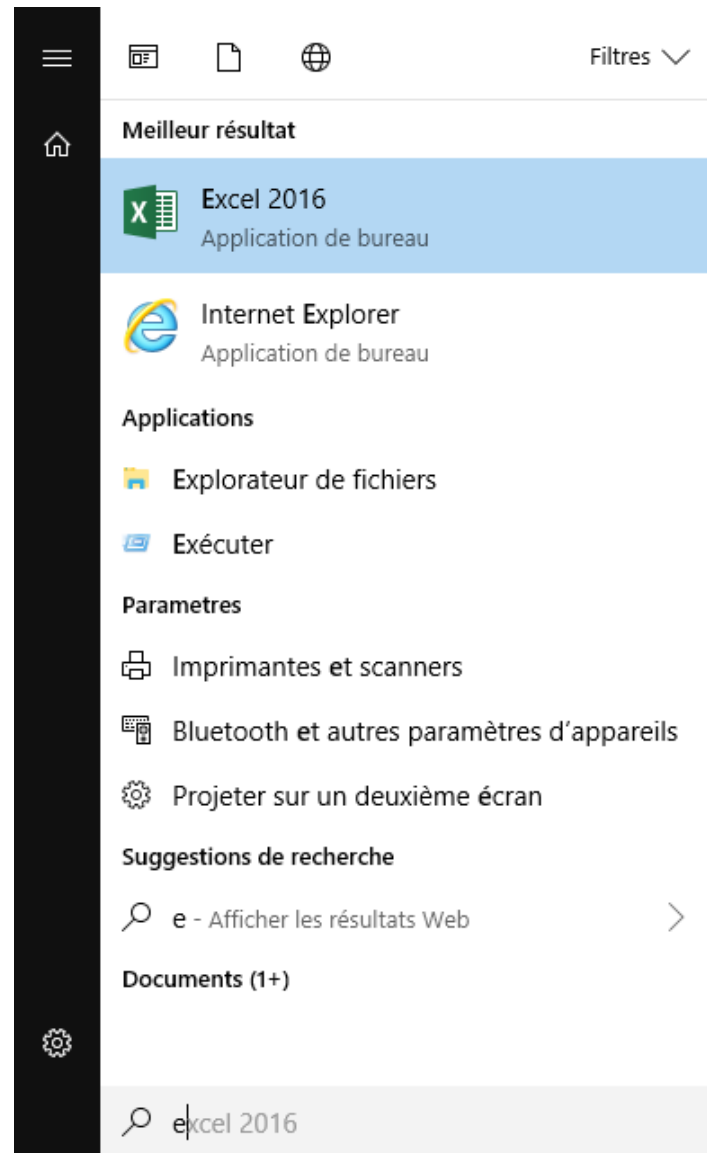 Filtres
Meilleur résultat
Excel 2016
Application de bureau
Internet Explorer
Application de bureau
Applications
Explorateur de fichiers
Exécuter
Parametres
Imprimantes et scanners
Bluetooth et autres paramètres d’appareils
Projeter sur un deuxième écran
Suggestions de recherche
e - Afficher les résultats Web
Documents (1+)
excel 2016